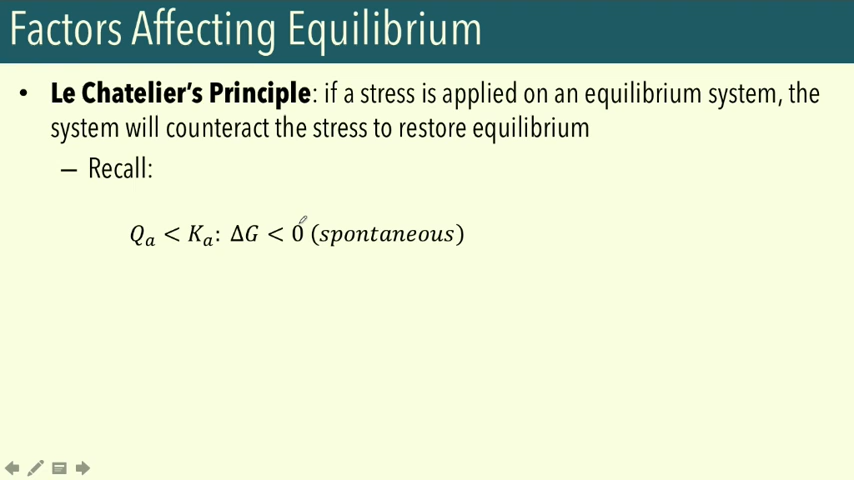 Factors Affecting Equilibrium
• Le Chatelier's Principle: if a stress is applied on an equilibrium system, the
system will counteract the stress to restore equilibrium
– Recall:
Qₐ < Kₐ: ΔG < 0 (spontaneous)